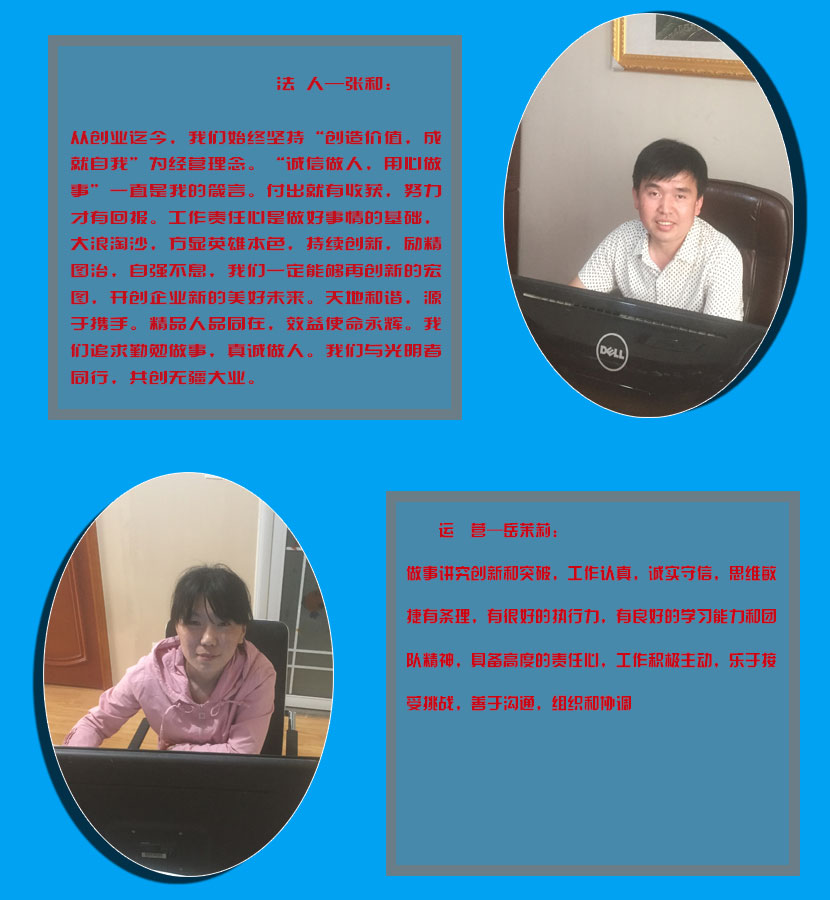 法 人—张和：
从创业迄今，我们始终坚持“创造价值，成
就自我”为经营理念。“诚信做人，用心做
事”一直是我的箴言。付出就有收获，努力
才有回报。工作责任心是做好事情的基础，
大浪淘沙，方显英雄本色，持续创新，励精
图治，自强不息，我们一定能够再创新的宏
图，开创企业新的美好未来。天地和谐，源
于携手。精品人品同在，效益使命永辉。我
们追求勤勉做事，真诚做人。我们与光明者
同行，共创无疆大业。
DELL
运 营—岳茉莉：
做事讲究创新和突破，工作认真，诚实守信，思维敏
捷有条理，有很好的执行力，有良好的学习能力和团
队精神，具备高度的责任心，工作积极主动，乐于接
受挑战，善于沟通，组织和协调